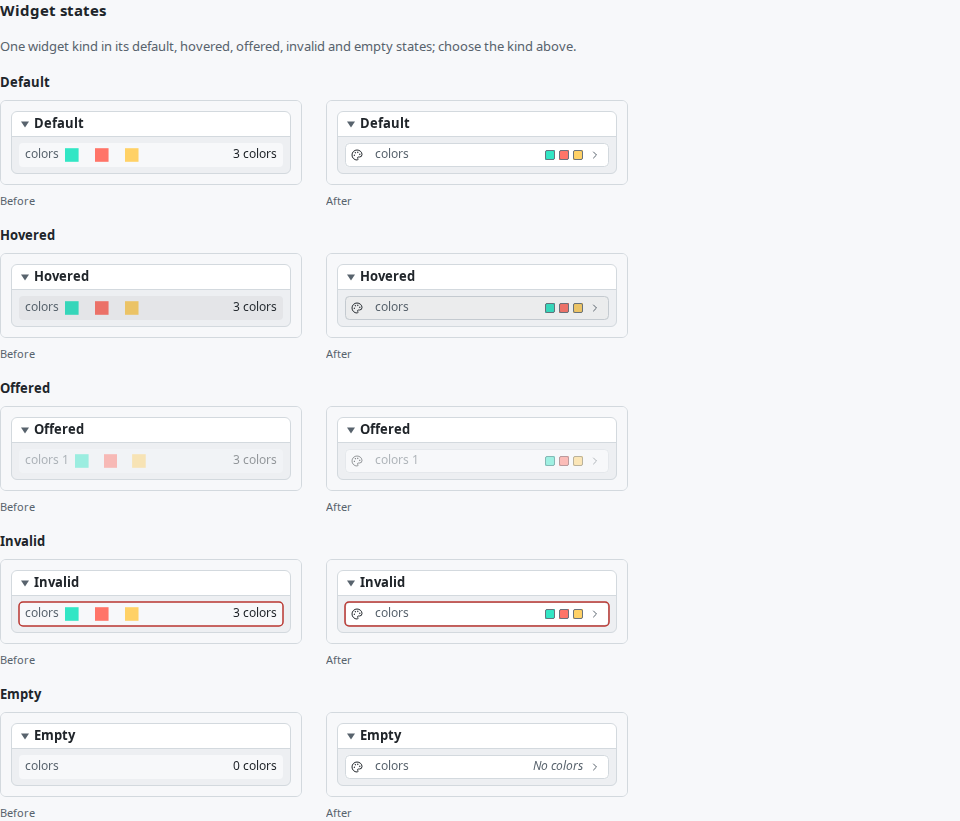 Widget states
One widget kind in its default, hovered, offered, invalid and empty states; choose the kind above.
Default
Default
colors 3 colors
Before
Default
colors
After
Hovered
Hovered
colors 3 colors
Before
Hovered
colors
After
Offered
Offered
colors 1 3 colors
Before
Offered
colors 1
After
Invalid
Invalid
colors 3 colors
Before
Invalid
colors
After
Empty
Empty
colors 0 colors
Before
Empty
colors No colors
After